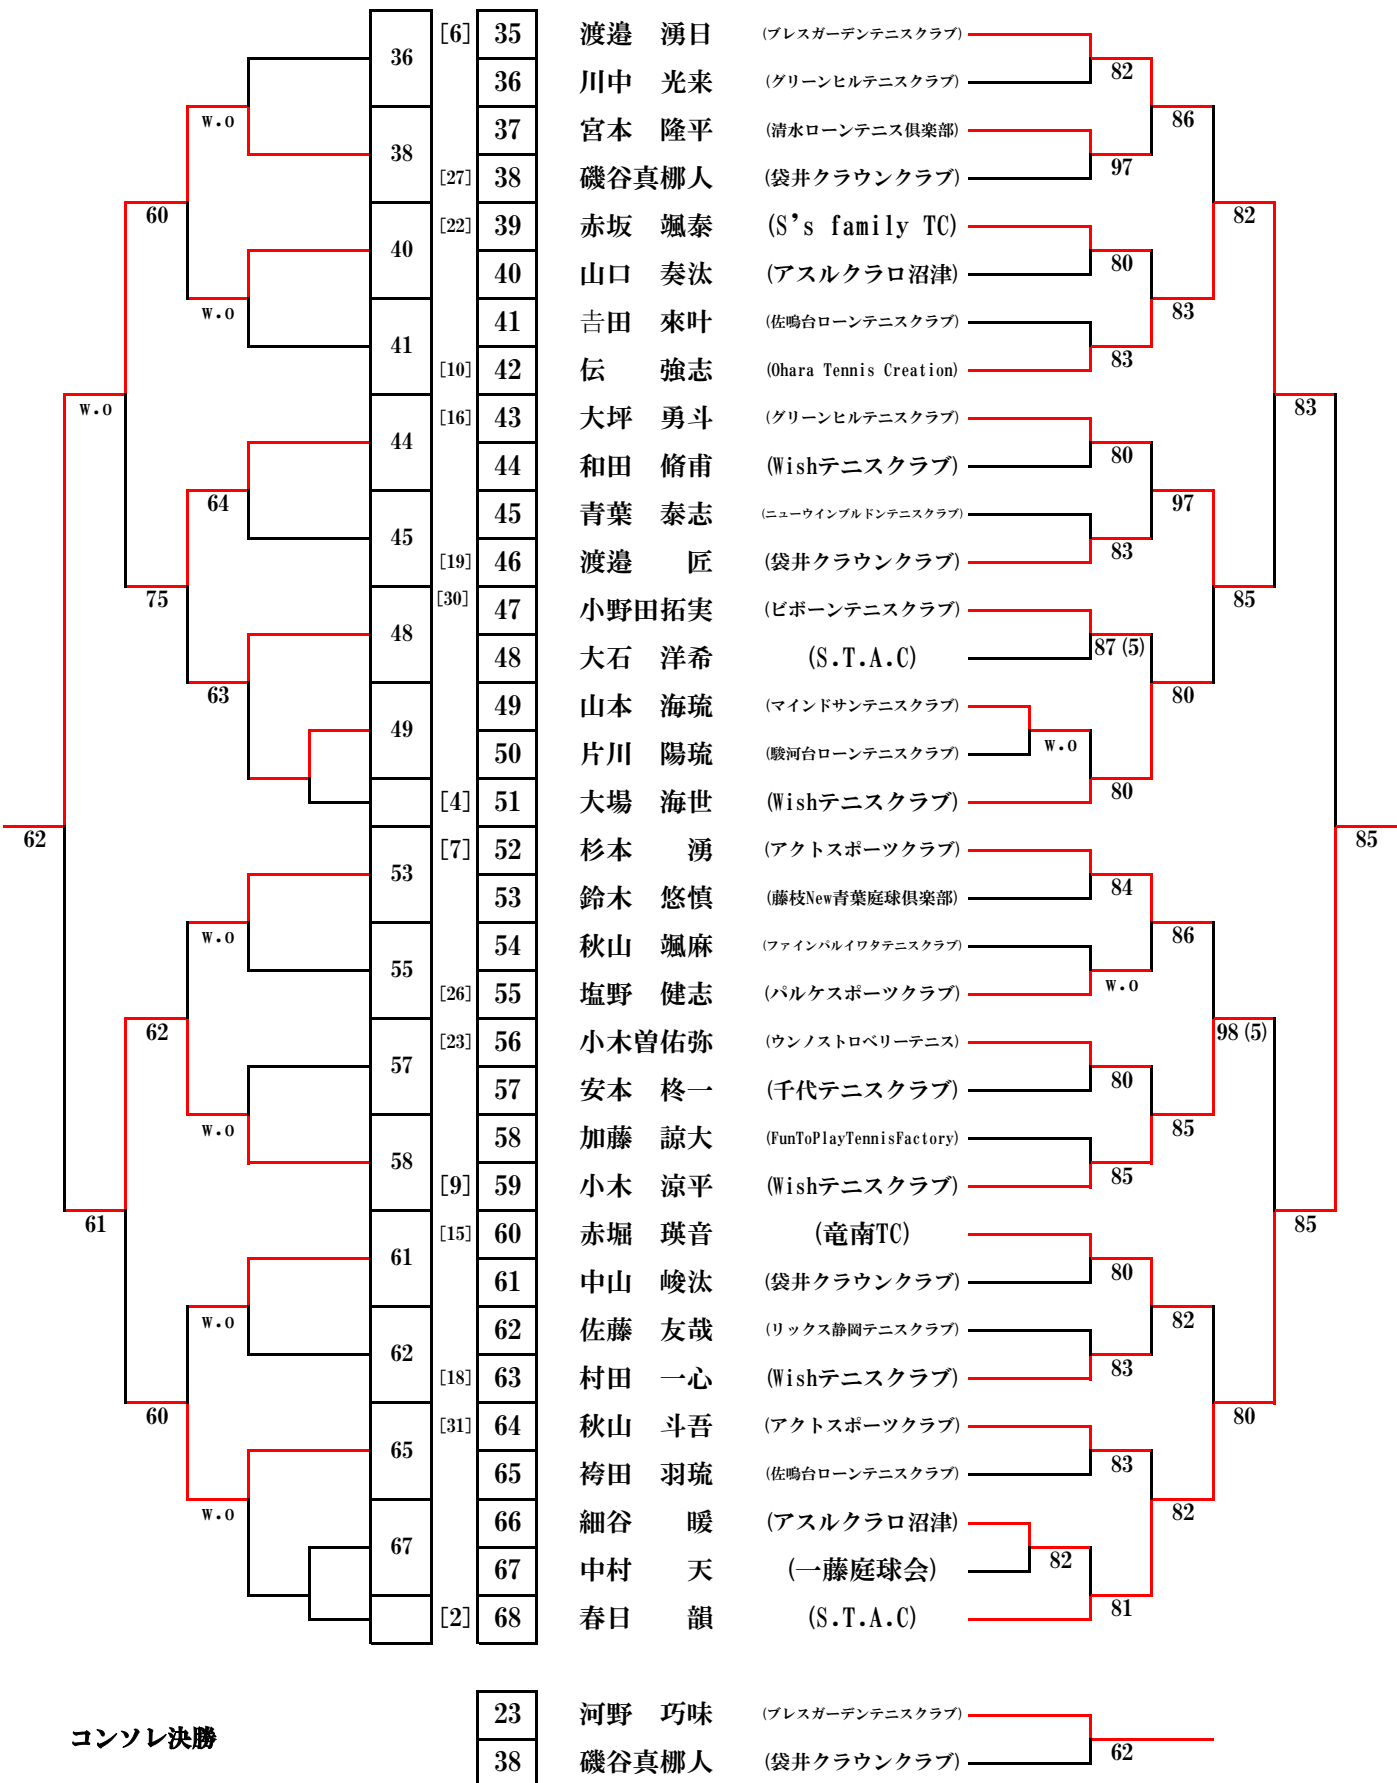 36 [6] 35 渡邉 湧日 (ブレスガーデンテニスクラブ) 82
36 川中 光来 (グリーンヒルテニスクラブ)
w.o 86
37 宮本 隆平 (清水ローンテニス倶楽部)
38 97
[27] 38 磯谷真梛人 (袋井クラウンクラブ)
60 82
40 [22] 39 赤坂 颯泰 (S's family TC) 80
40 山口 奏汰 (アスルクラロ沼津)
w.o 83
41 𠮷田 來叶 (佐鳴台ローンテニスクラブ)
41 83
[10] 42 伝 強志 (Ohara Tennis Creation)
w.o 83
44 [16] 43 大坪 勇斗 (グリーンヒルテニスクラブ) 80
44 和田 脩甫 (Wishテニスクラブ)
64 97
45 青葉 泰志 (ニューウインブルドンテニスクラブ)
45 83
[19] 46 渡邉 匠 (袋井クラウンクラブ)
75 85
48 [30] 47 小野田拓実 (ビボーンテニスクラブ) 87(5)
48 大石 洋希 (S.T.A.C)
63 80
49 山本 海琉 (マインドサンテニスクラブ)
49 w.o
50 片川 陽琉 (駿河台ローンテニスクラブ)
80
[4] 51 大場 海世 (Wishテニスクラブ)
62 85
53 [7] 52 杉本 湧 (アクトスポーツクラブ) 84
53 鈴木 悠慎 (藤枝New青葉庭球倶楽部)
w.o 86
54 秋山 颯麻 (ファインパルイワタテニスクラブ)
55 w.o
[26] 55 塩野 健志 (パルケスポーツクラブ)
62 98(5)
57 [23] 56 小木曽佑弥 (ウンノストロベリーテニス) 80
57 安本 柊一 (千代テニスクラブ)
w.o 85
58 加藤 諒大 (FunToPlayTennisFactory)
58 85
[9] 59 小木 涼平 (Wishテニスクラブ)
61 85
61 [15] 60 赤堀 瑛音 (竜南TC) 80
61 中山 峻汰 (袋井クラウンクラブ)
w.o 82
62 佐藤 友哉 (リックス静岡テニスクラブ)
62 83
[18] 63 村田 一心 (Wishテニスクラブ)
60 80
65 [31] 64 秋山 斗吾 (アクトスポーツクラブ) 83
65 袴田 羽琉 (佐鳴台ローンテニスクラブ)
w.o 82
66 細谷 暖 (アスルクラロ沼津)
67 82
67 中村 天 (一藤庭球会)
81
[2] 68 春日 韻 (S.T.A.C)
コンソレ決勝
23 河野 巧味 (ブレスガーデンテニスクラブ)
62
38 磯谷真梛人 (袋井クラウンクラブ)